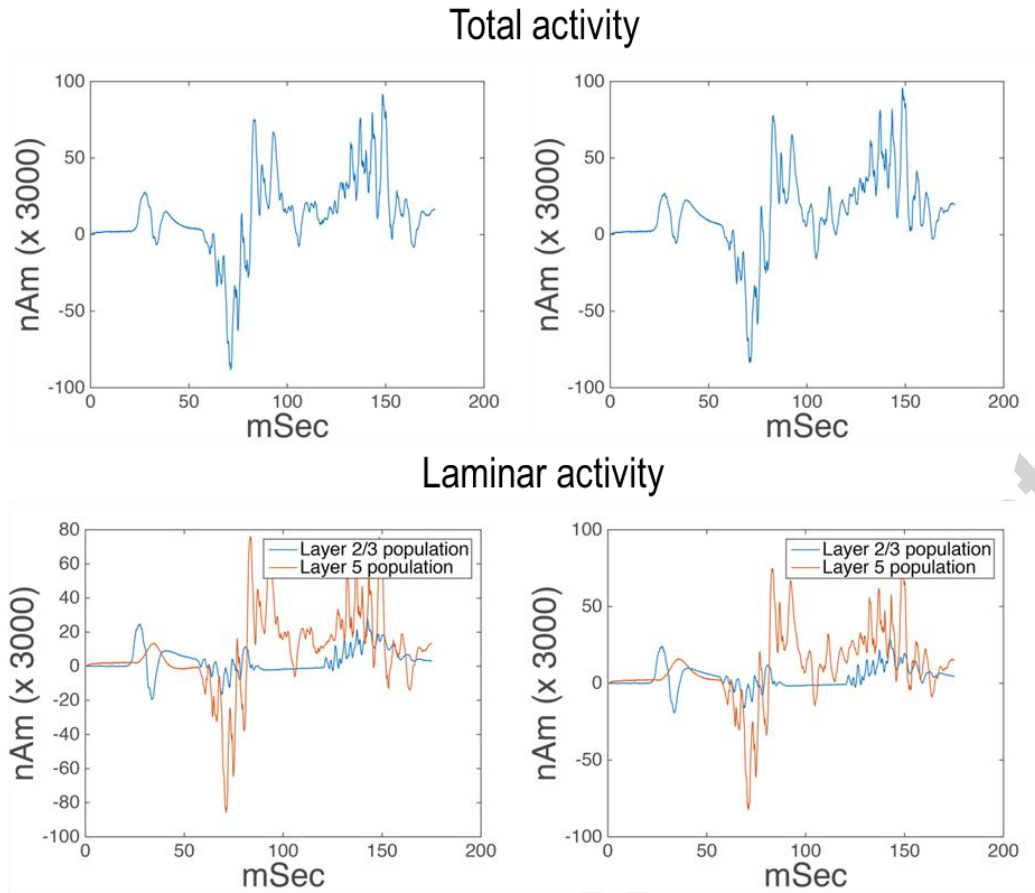 Total activity
100
50
0
-50
-100
0 50 100 150 200
nAm (x 3000)
mSec
100
50
0
-50
-100
0 50 100 150 200
nAm (x 3000)
mSec
Laminar activity
80
60
40
20
0
-20
-40
-60
-80
-100
0 50 100 150 200
nAm (x 3000)
mSec
Layer 2/3 population
Layer 5 population
100
50
0
-50
-100
0 50 100 150 200
nAm (x 3000)
mSec
Layer 2/3 population
Layer 5 population